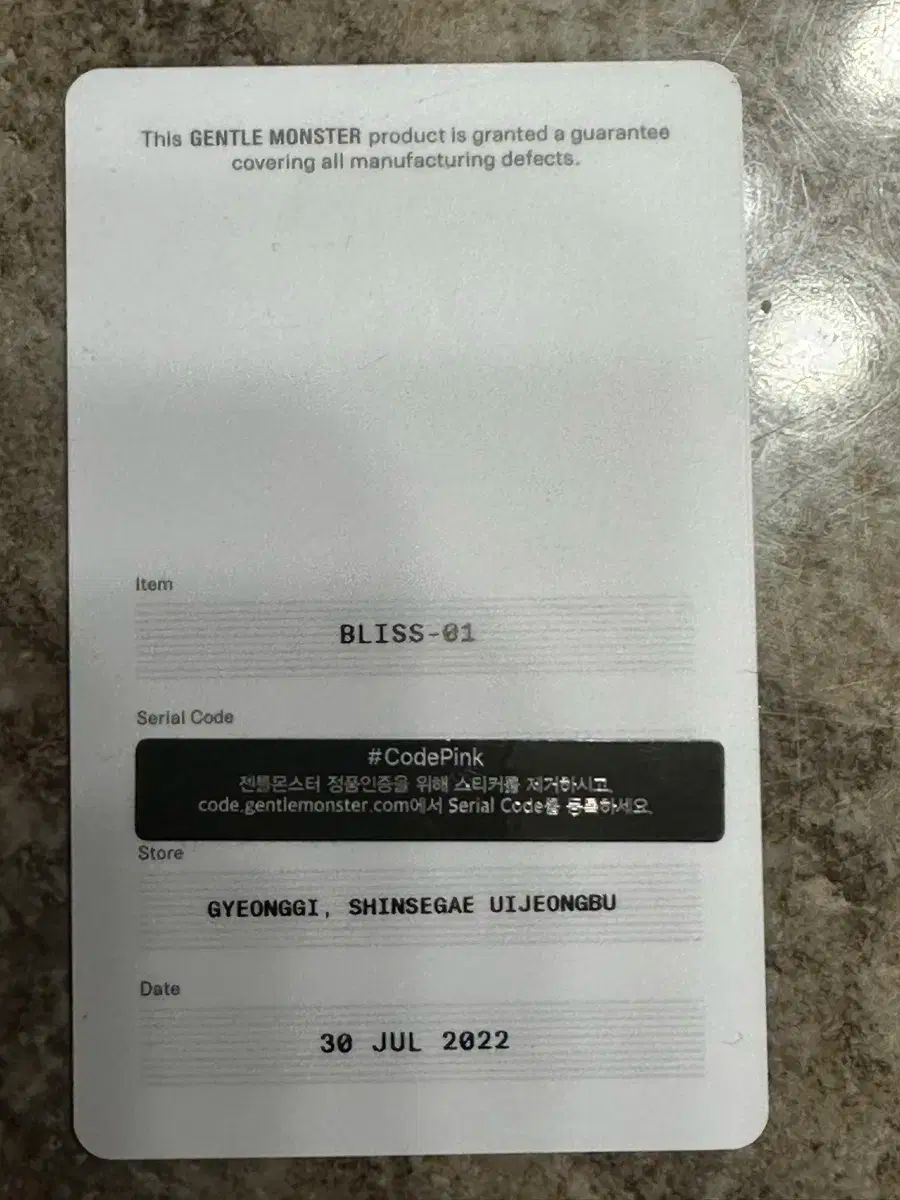 This GENTLE MONSTER product is granted a guarantee
covering all manufacturing defects.
Item
BLISS-01
Serial Code
#CodePink
젠틀몬스터 정품인증을 위해 스티커를 제거하시고,
code.gentlemonster.com에서 Serial Code를 등록하세요.
Store
GYEONGGI, SHINSEGAE UIJEONGBU
Date
30 JUL 2022